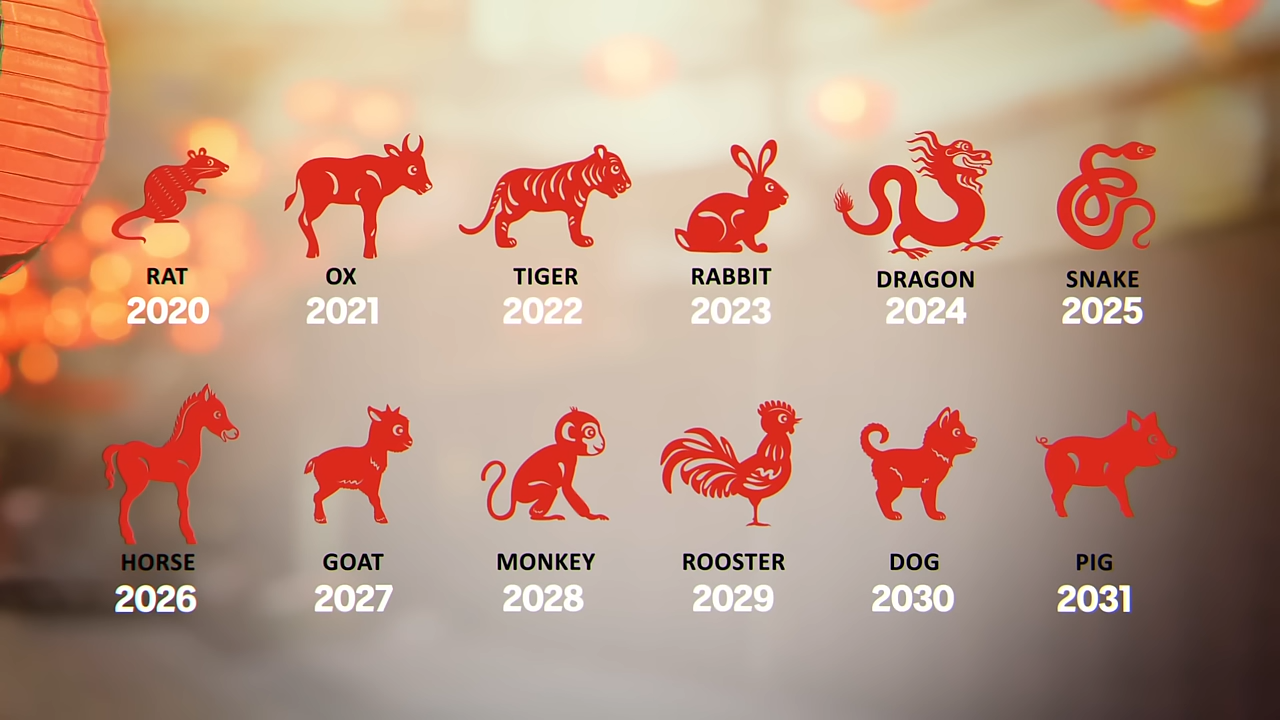 RAT OX TIGER RABBIT DRAGON SNAKE
2020 2021 2022 2023 2024 2025
HORSE GOAT MONKEY ROOSTER DOG PIG
2026 2027 2028 2029 2030 2031